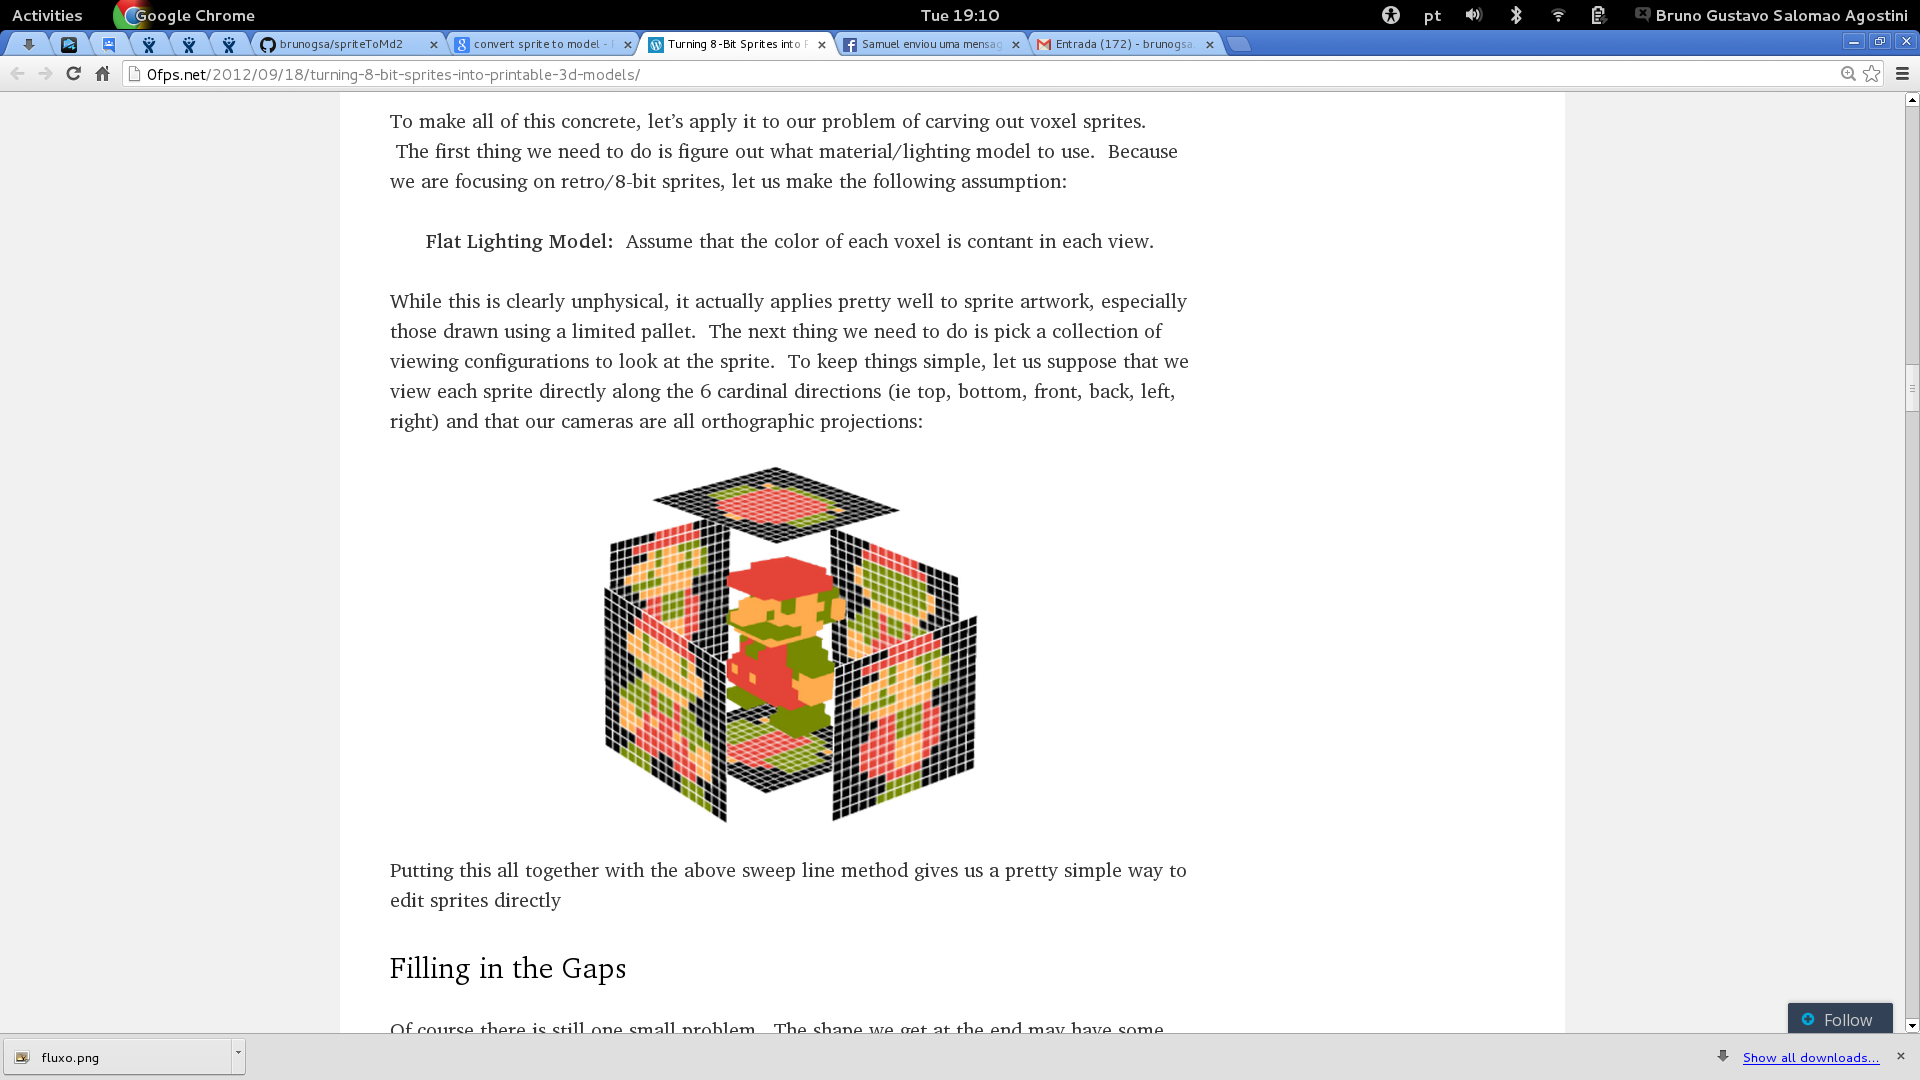 Activities Google Chrome Tue 19:10 pt Bruno Gustavo Salomao Agostini
brunogsa/spriteToMd2 convert sprite to model - Turning 8-Bit Sprites into Samuel enviou uma mensag Entrada (172) - brunogsa.
0fps.net/2012/09/18/turning-8-bit-sprites-into-printable-3d-models/
To make all of this concrete, let’s apply it to our problem of carving out voxel sprites.
The first thing we need to do is figure out what material/lighting model to use. Because
we are focusing on retro/8-bit sprites, let us make the following assumption:
Flat Lighting Model: Assume that the color of each voxel is contant in each view.
While this is clearly unphysical, it actually applies pretty well to sprite artwork, especially
those drawn using a limited pallet. The next thing we need to do is pick a collection of
viewing configurations to look at the sprite. To keep things simple, let us suppose that we
view each sprite directly along the 6 cardinal directions (ie top, bottom, front, back, left,
right) and that our cameras are all orthographic projections:
Putting this all together with the above sweep line method gives us a pretty simple way to
edit sprites directly
Filling in the Gaps
Of course there is still one small problem. The shape we get at the end may have some
Follow
fluxo.png Show all downloads...